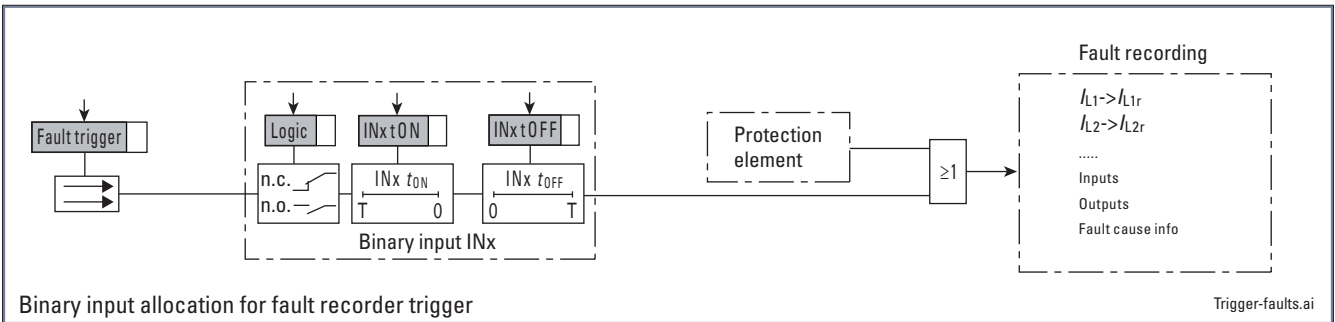 Fault recording
Fault trigger
Logic
INx tON
INx tOFF
n.c.
n.o.
INx tON
T 0
INx tOFF
0 T
Binary input INx
Protection
element
≥1
IL1->IL1r
IL2->IL2r
.....
Inputs
Outputs
Fault cause info
Binary input allocation for fault recorder trigger
Trigger-faults.ai